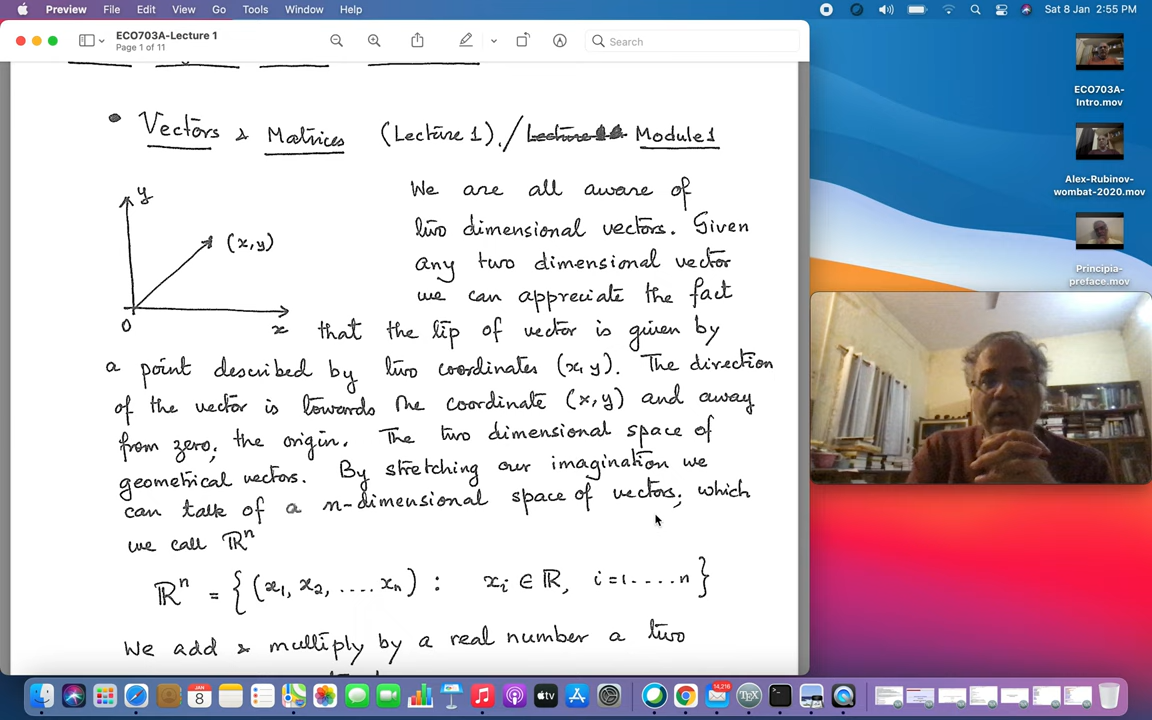 Preview File Edit View Go Tools Window Help Sat 8 Jan 2:55 PM
ECO703A-Lecture 1
Page 1 of 11
Search
• Vectors & Matrices (Lecture 1). / Module 1
y
(x, y)
0
x
We are all aware of
two dimensional vectors. Given
any two dimensional vector
we can appreciate the fact
that the tip of vector is given by
a point described by two coordinates (x, y). The direction
of the vector is towards the coordinate (x, y) and away
from zero, the origin. The two dimensional space of
geometrical vectors. By stretching our imagination we
can talk of a n-dimensional space of vectors, which
we call ℝⁿ
ℝⁿ = {(x₁, x₂, .... xₙ) : xᵢ ∈ ℝ, i = 1.....n}
We add & multiply by a real number a two
ECO703A-
Intro.mov
Alex-Rubinov-
wombat-2020.mov
Principia-
preface.mov
JAN
8
14,216
TEX
tv